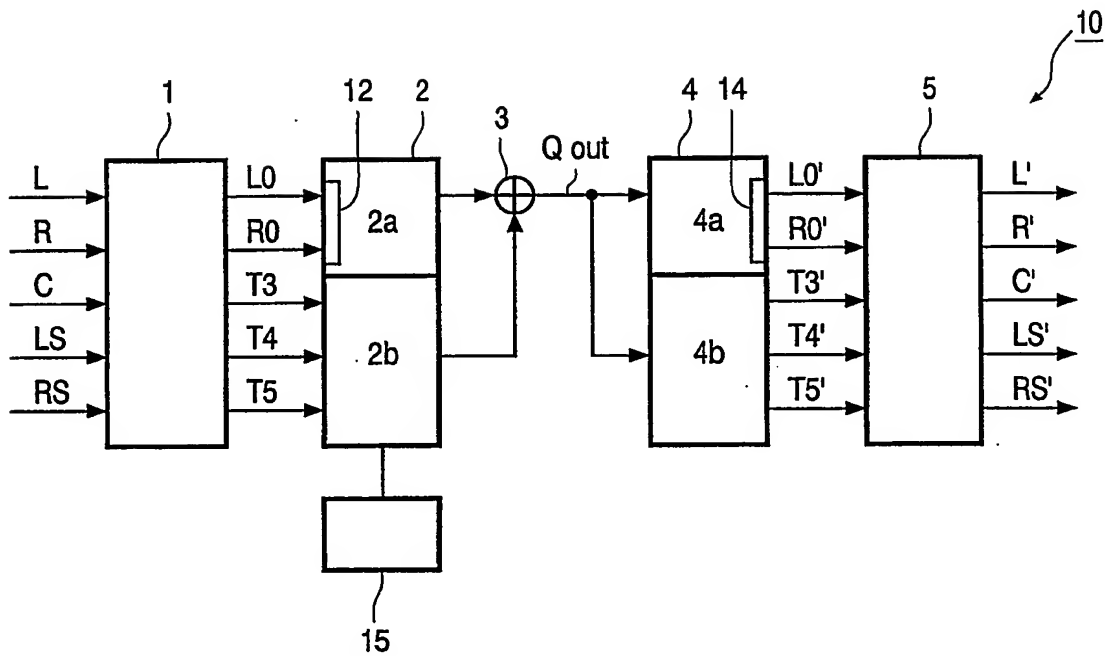 10
1 12 2 3 4 14 5
Q out
L L0 L0' L'
R R0 2a 4a R0' R'
C T3 T3' C'
LS T4 2b 4b T4' LS'
RS T5 T5' RS'
15